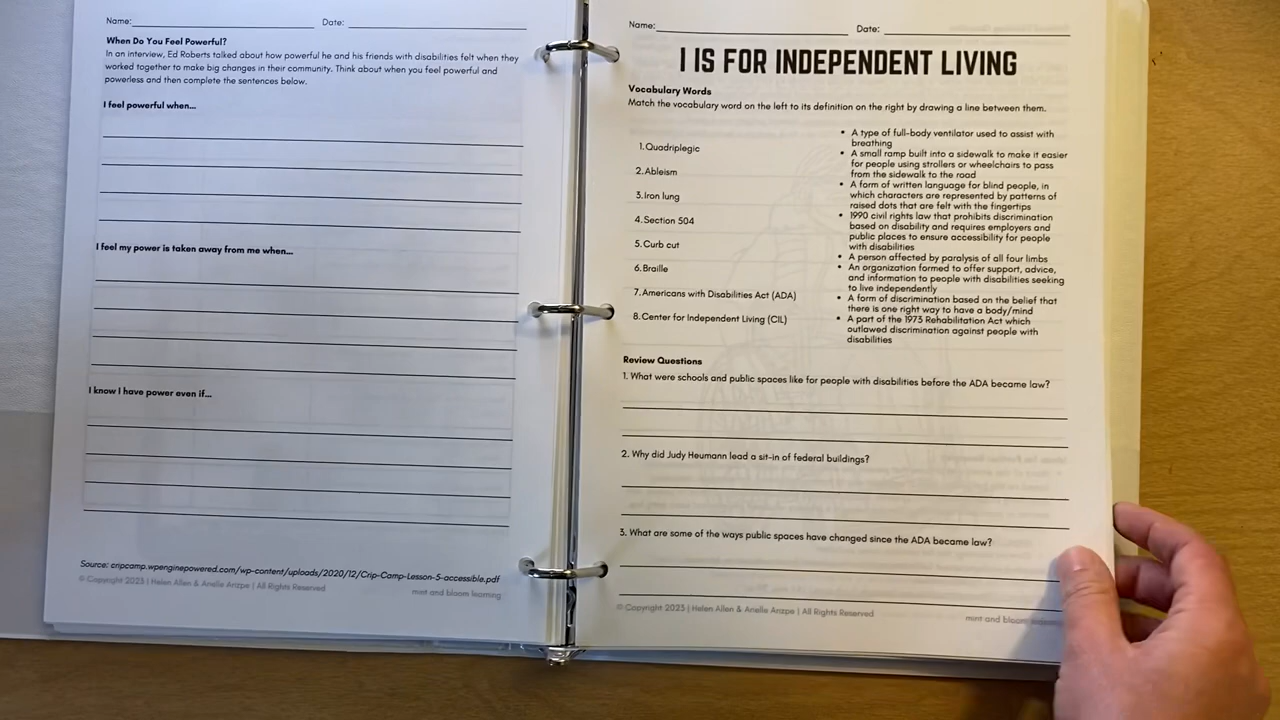 Name: Date:
When Do You Feel Powerful?
In an interview, Ed Roberts talked about how powerful he and his friends with disabilities felt when they
worked together to make big changes in their community. Think about when you feel powerful and
powerless and then complete the sentences below.
I feel powerful when...
I feel my power is taken away from me when...
I know I have power even if...
Source: cripcamp.wpenginepowered.com/wp-content/uploads/2020/12/Crip-Camp-Lesson-5-accessible.pdf
© Copyright 2023 | Helen Allen & Anelie Anzpe | All Rights Reserved
mint and bloom learning
Name: Date:
I IS FOR INDEPENDENT LIVING
Vocabulary Words
Match the vocabulary word on the left to its definition on the right by drawing a line between them.
1. Quadriplegic
2. Ableism
3. Iron lung
4. Section 504
5. Curb cut
6. Braille
7. Americans with Disabilities Act (ADA)
8. Center for Independent Living (CIL)
• A type of full-body ventilator used to assist with
breathing
• A small ramp built into a sidewalk to make it easier
for people using strollers or wheelchairs to pass
from the sidewalk to the road
• A form of written language for blind people, in
which characters are represented by patterns of
raised dots that are felt with the fingertips
• 1990 civil rights law that prohibits discrimination
based on disability and requires employers and
public places to ensure accessibility for people
with disabilities
• A person affected by paralysis of all four limbs
• An organization formed to offer support, advice,
and information to people with disabilities seeking
to live independently
• A form of discrimination based on the belief that
there is one right way to have a body/mind
• A part of the 1973 Rehabilitation Act which
outlawed discrimination against people with
disabilities
Review Questions
1. What were schools and public spaces like for people with disabilities before the ADA became law?
2. Why did Judy Heumann lead a sit-in of federal buildings?
3. What are some of the ways public spaces have changed since the ADA became law?
© Copyright 2023 | Helen Allen & Anelie Anzpe | All Rights Reserved
mint and bloom learning